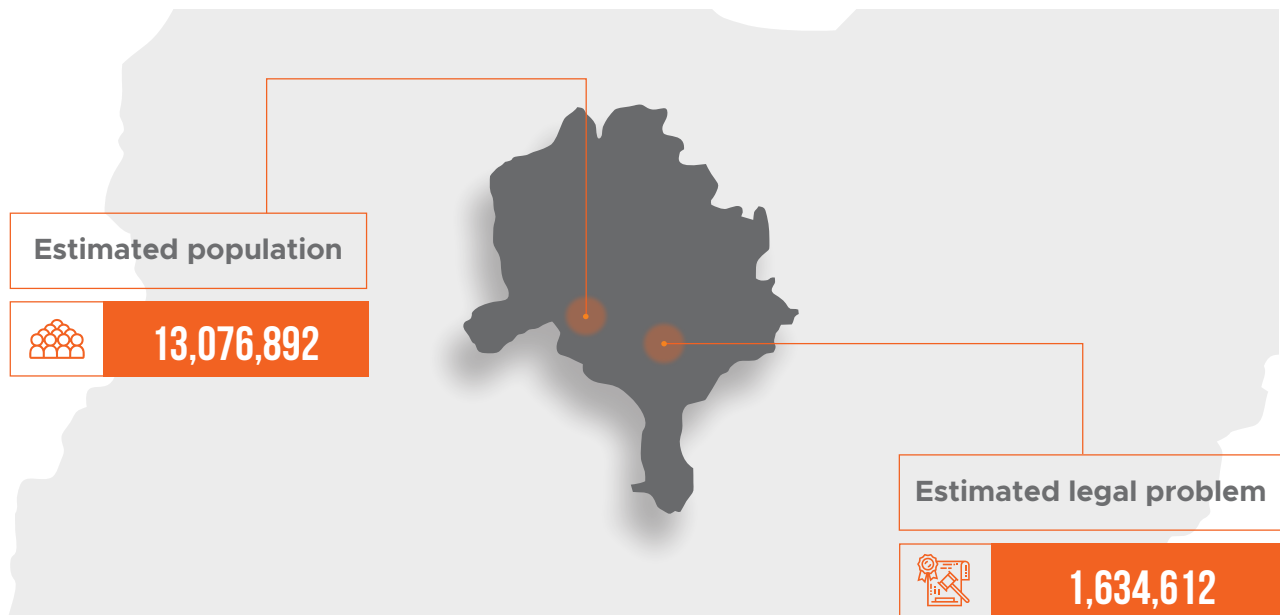 Estimated population
13,076,892
Estimated legal problem
1,634,612